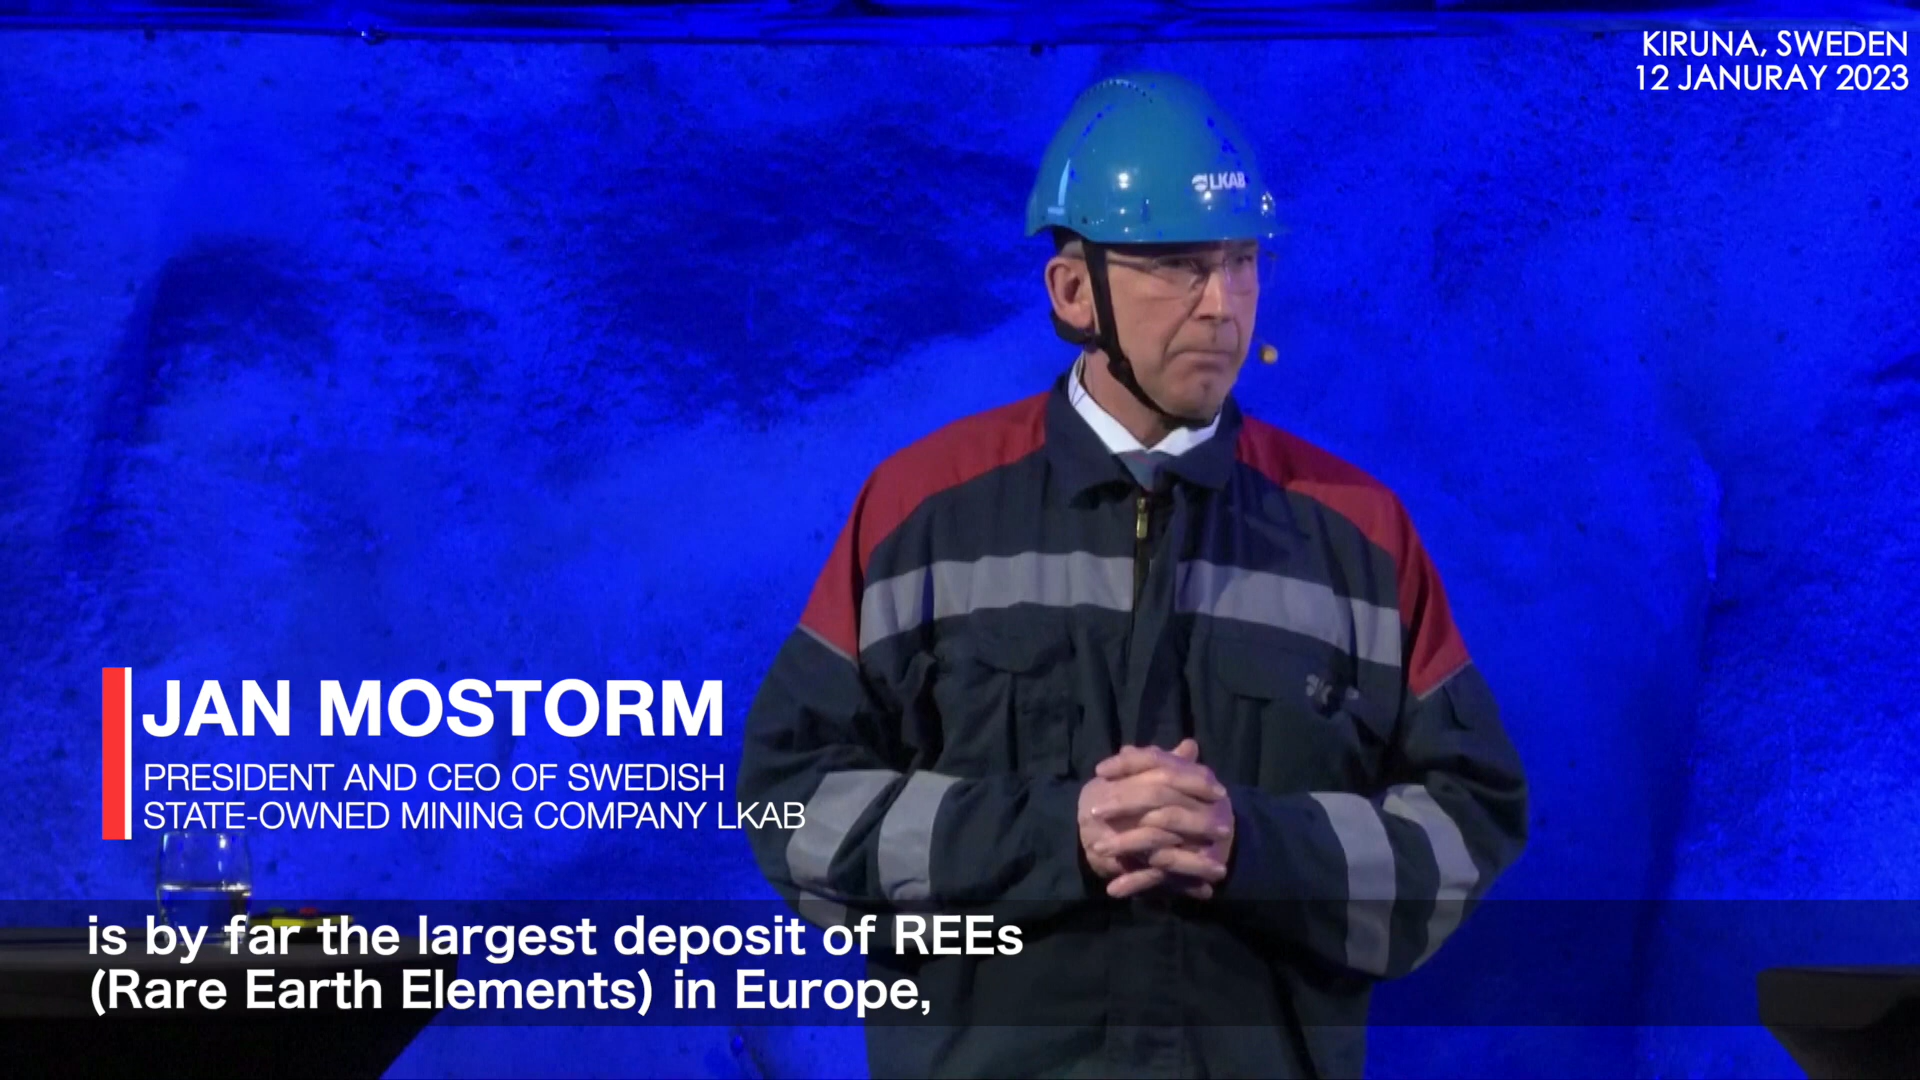 KIRUNA, SWEDEN
12 JANURAY 2023
LKAB
JAN MOSTORM
PRESIDENT AND CEO OF SWEDISH
STATE-OWNED MINING COMPANY LKAB
is by far the largest deposit of REEs
(Rare Earth Elements) in Europe,